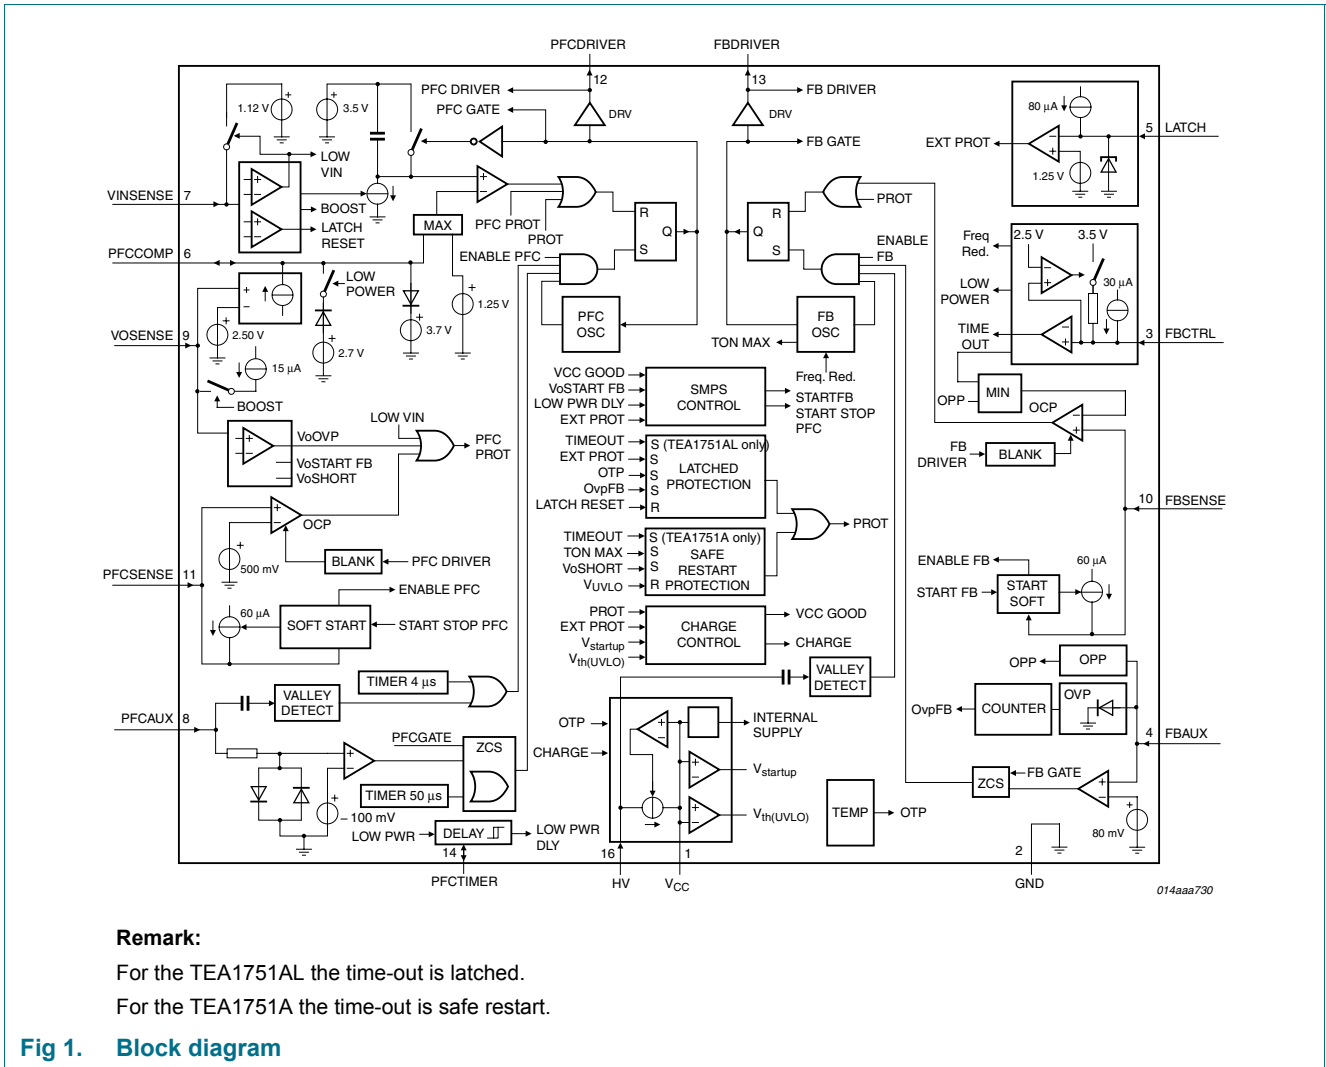 PFCDRIVER
FBDRIVER
12
13
PFC DRIVER
FB DRIVER
PFC GATE
DRV
DRV
FB GATE
1.12 V
3.5 V
LOW
VIN
VINSENSE 7
BOOST
LATCH
RESET
MAX
PFC PROT
PROT
R
S
Q
R
S
Q
PROT
80 µA
EXT PROT
1.25 V
5 LATCH
PFCCOMP 6
ENABLE PFC
ENABLE
FB
LOW
POWER
2.50 V
2.7 V
3.7 V
1.25 V
PFC
OSC
FB
OSC
TON MAX
Freq. Red.
Freq
Red.
2.5 V
3.5 V
LOW
POWER
30 µA
TIME
OUT
3 FBCTRL
VOSENSE 9
15 µA
BOOST
VCC GOOD
VoSTART FB
LOW PWR DLY
EXT PROT
SMPS
CONTROL
STARTFB
START STOP
PFC
OPP
MIN
OCP
FB
DRIVER
BLANK
LOW VIN
VoOVP
VoSTART FB
VoSHORT
PFC
PROT
TIMEOUT
EXT PROT
OTP
OvpFB
LATCH RESET
S (TEA1751AL only)
S
S
S
R
LATCHED
PROTECTION
PROT
10 FBSENSE
OCP
500 mV
BLANK
PFC DRIVER
TIMEOUT
TON MAX
VoSHORT
VUVLO
S (TEA1751A only)
S
S
R
SAFE
RESTART
PROTECTION
PFCSENSE 11
ENABLE PFC
60 µA
SOFT START
START STOP PFC
ENABLE FB
START FB
START
SOFT
60 µA
PROT
EXT PROT
Vstartup
Vth(UVLO)
CHARGE
CONTROL
VCC GOOD
CHARGE
OPP
OPP
TIMER 4 µs
VALLEY
DETECT
VALLEY
DETECT
OvpFB
COUNTER
OVP
PFCAUX 8
4 FBAUX
OTP
CHARGE
INTERNAL
SUPPLY
Vstartup
Vth(UVLO)
PFCGATE
ZCS
TIMER 50 µs
– 100 mV
ZCS
FB GATE
80 mV
TEMP
OTP
LOW PWR
DELAY
LOW PWR
DLY
14
16
1
2
PFCTIMER
HV
VCC
GND
014aaa730
Remark:
For the TEA1751AL the time-out is latched.
For the TEA1751A the time-out is safe restart.
Fig 1. Block diagram